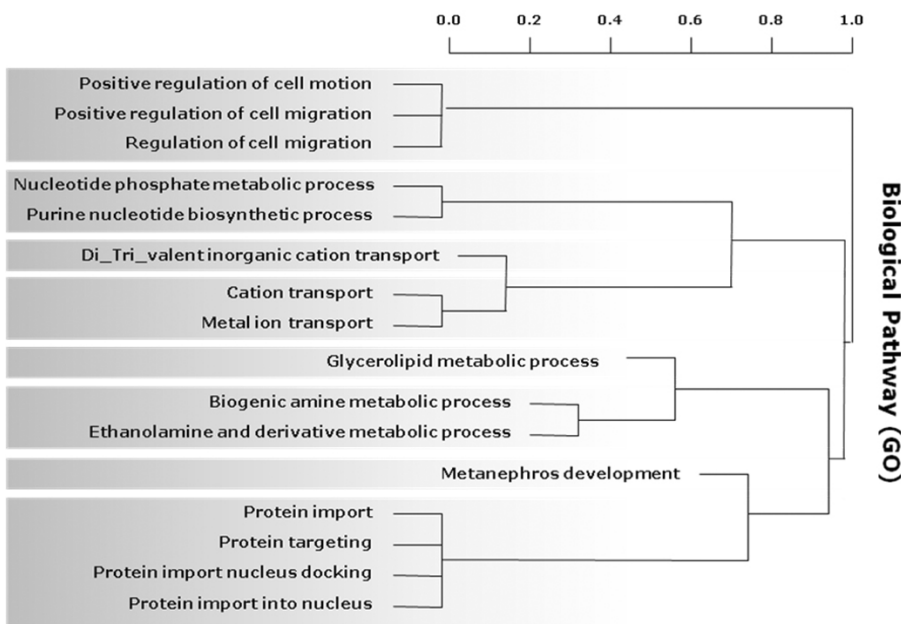 0.0 0.2 0.4 0.6 0.8 1.0
Positive regulation of cell motion
Positive regulation of cell migration
Regulation of cell migration
Nucleotide phosphate metabolic process
Purine nucleotide biosynthetic process
Di_Tri_valent inorganic cation transport
Cation transport
Metal ion transport
Glycerolipid metabolic process
Biogenic amine metabolic process
Ethanolamine and derivative metabolic process
Metanephros development
Protein import
Protein targeting
Protein import nucleus docking
Protein import into nucleus
Biological Pathway (GO)